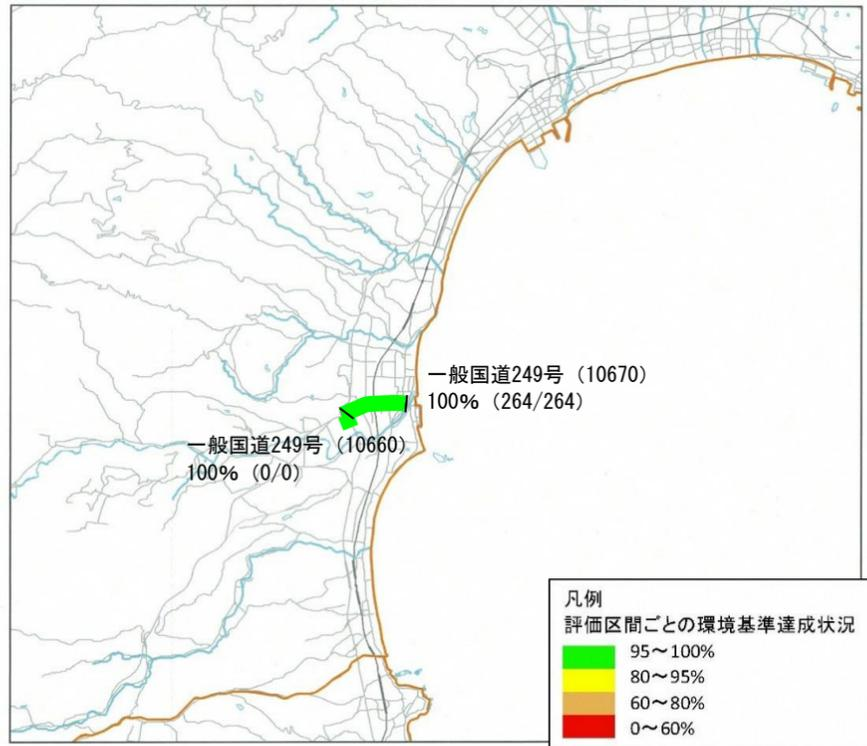 一般国道249号（10670）
100%（264/264）
一般国道249号（10660）
100%（0/0）
凡例
評価区間ごとの環境基準達成状況
95～100%
80～95%
60～80%
0～60%